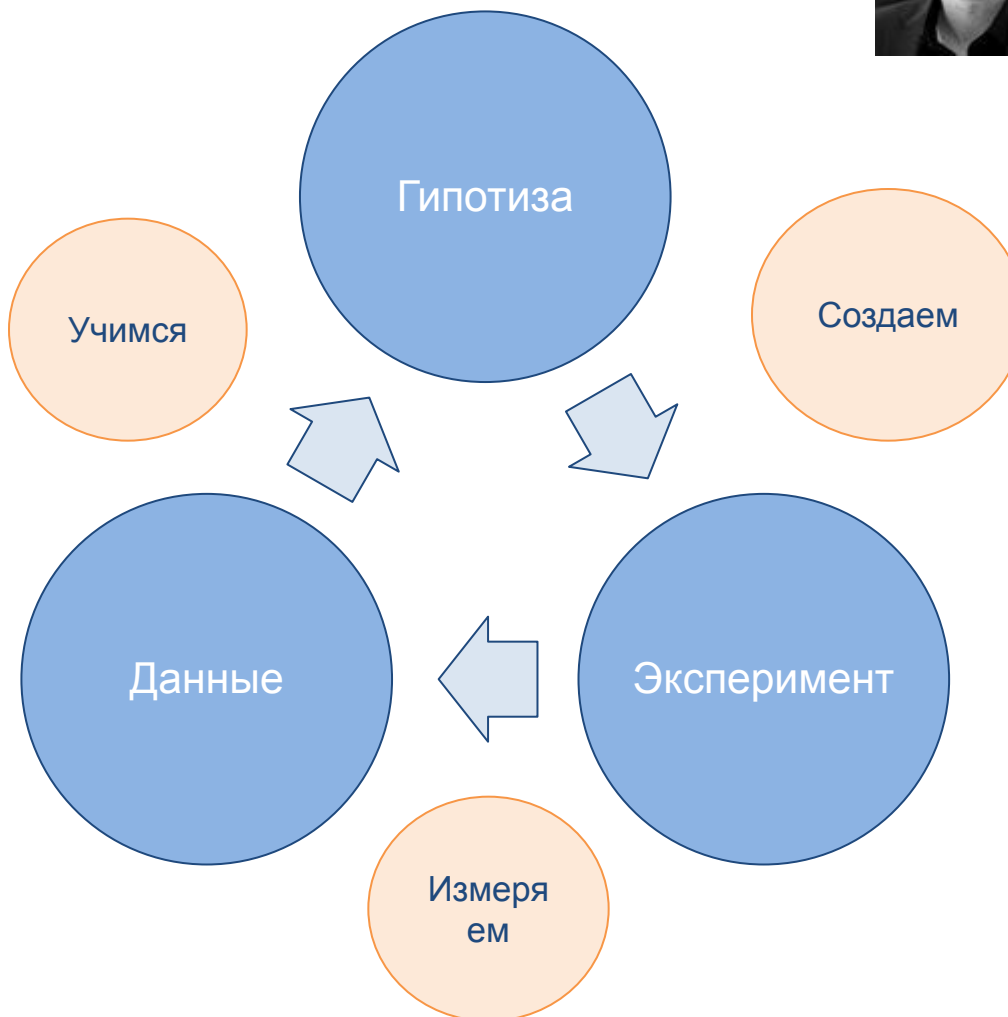 Гипотиза
Создаем
Учимся
Данные
Эксперимент
Измеря
ем